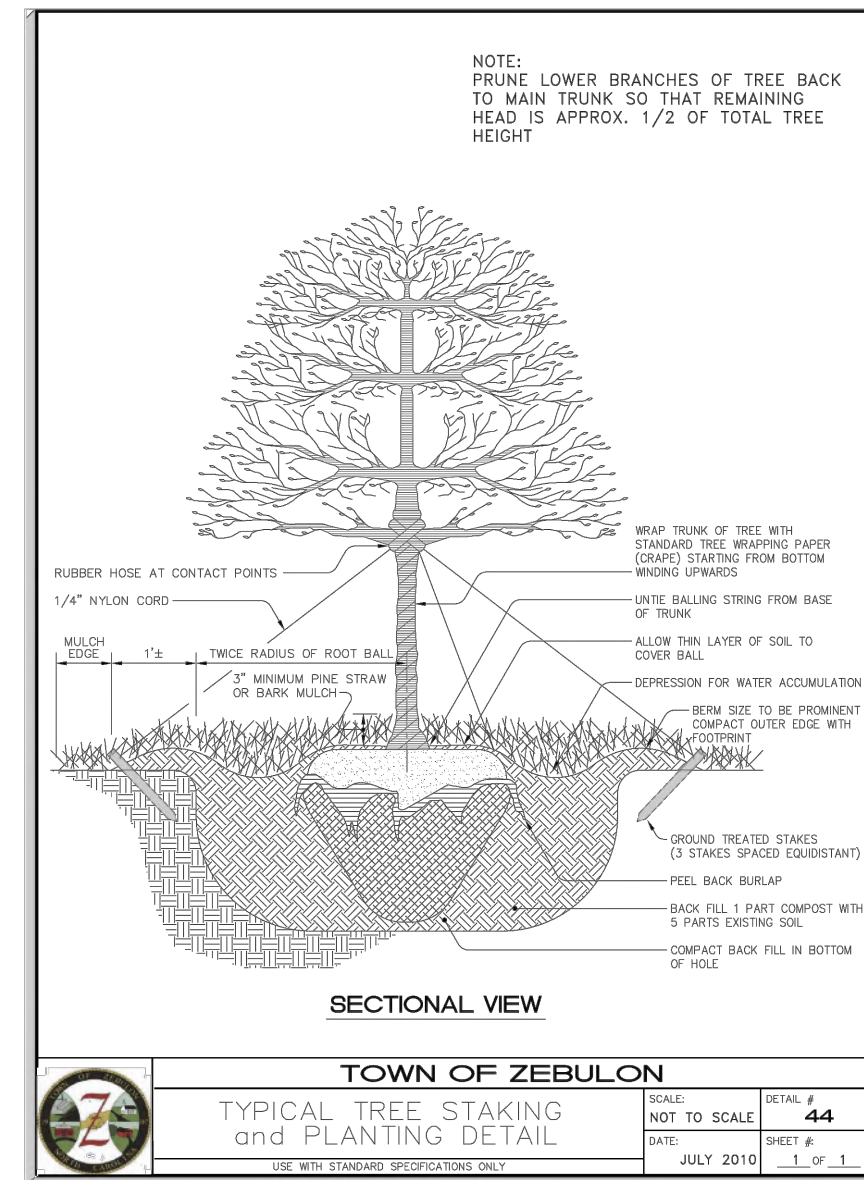 NOTE:
PRUNE LOWER BRANCHES OF TREE BACK
TO MAIN TRUNK SO THAT REMAINING
HEAD IS APPROX. 1/2 OF TOTAL TREE
HEIGHT
WRAP TRUNK OF TREE WITH
STANDARD TREE WRAPPING PAPER
(CRAPE) STARTING FROM BOTTOM
WINDING UPWARDS
RUBBER HOSE AT CONTACT POINTS
1/4" NYLON CORD
UNTIE BALLING STRING FROM BASE
OF TRUNK
MULCH
EDGE
1'±
TWICE RADIUS OF ROOT BALL
ALLOW THIN LAYER OF SOIL TO
COVER BALL
3" MINIMUM PINE STRAW
OR BARK MULCH
DEPRESSION FOR WATER ACCUMULATION
BERM SIZE TO BE PROMINENT
COMPACT OUTER EDGE WITH
FOOTPRINT
GROUND TREATED STAKES
(3 STAKES SPACED EQUIDISTANT)
PEEL BACK BURLAP
BACK FILL 1 PART COMPOST WITH
5 PARTS EXISTING SOIL
COMPACT BACK FILL IN BOTTOM
OF HOLE
SECTIONAL VIEW
TOWN OF ZEBULON
NORTH CAROLINA
Z
TOWN OF ZEBULON
TYPICAL TREE STAKING
and PLANTING DETAIL
USE WITH STANDARD SPECIFICATIONS ONLY
SCALE:
NOT TO SCALE
DETAIL #
44
DATE:
JULY 2010
SHEET #:
1 OF 1